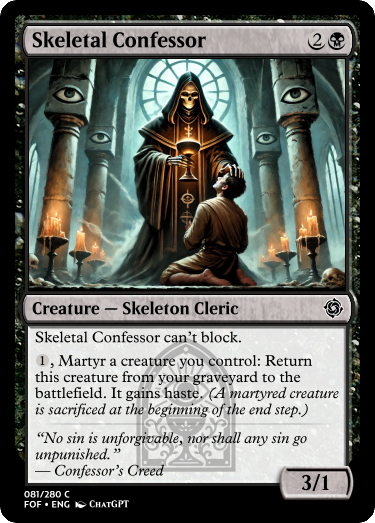 Skeletal Confessor 2
Creature — Skeleton Cleric
Skeletal Confessor can't block.
1, Martyr a creature you control: Return
this creature from your graveyard to the
battlefield. It gains haste. (A martyred creature
is sacrificed at the beginning of the end step.)
“No sin is unforgivable, nor shall any sin go
unpunished.”
— Confessor's Creed
3/1
081/280 C
FOF • ENG ChatGPT